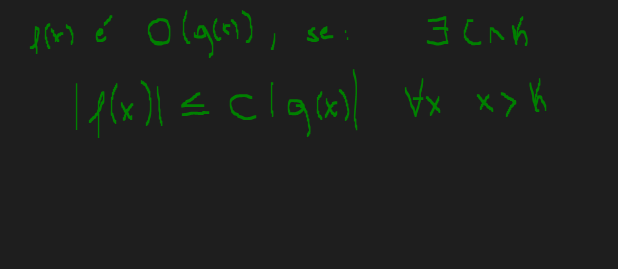 f(x) é O(g(x)), se: ∃ C ∧ k
|f(x)| ≤ C|g(x)| ∀x x > k